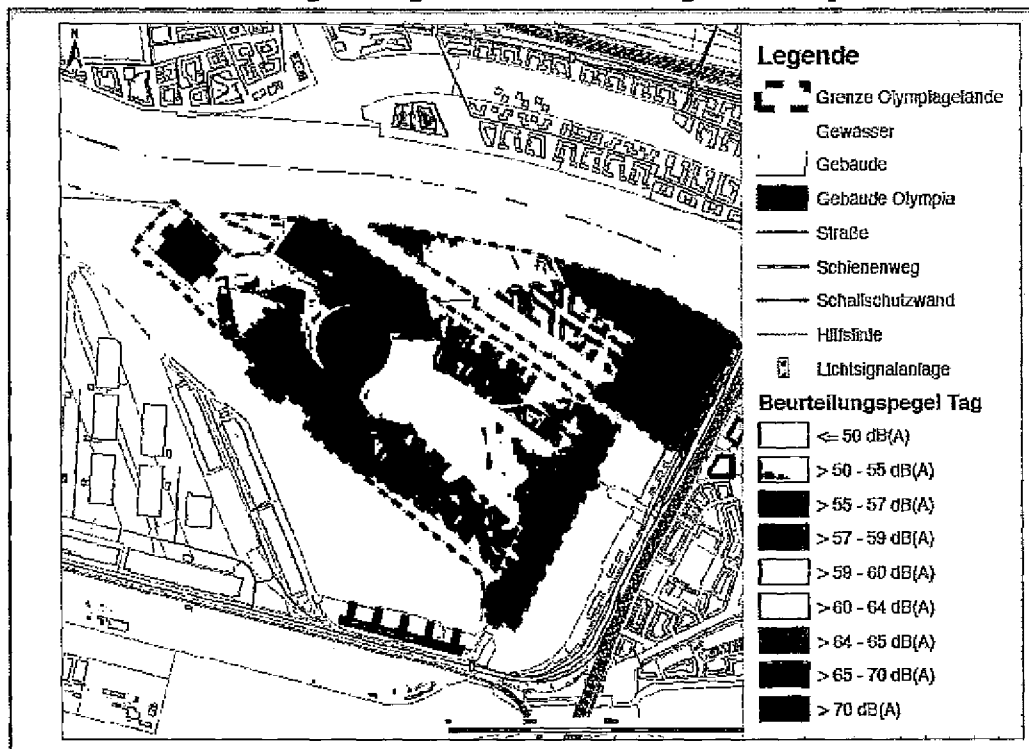 N
Legende
Grenze Olympiagelände
Gewässer
Gebäude
Gebäude Olympia
Straße
Schienenweg
Schallschutzwand
Hilfslinie
Lichtsignalanlage
Beurteilungspegel Tag
<= 50 dB(A)
> 50 - 55 dB(A)
> 55 - 57 dB(A)
> 57 - 59 dB(A)
> 59 - 60 dB(A)
> 60 - 64 dB(A)
> 64 - 65 dB(A)
> 65 - 70 dB(A)
> 70 dB(A)